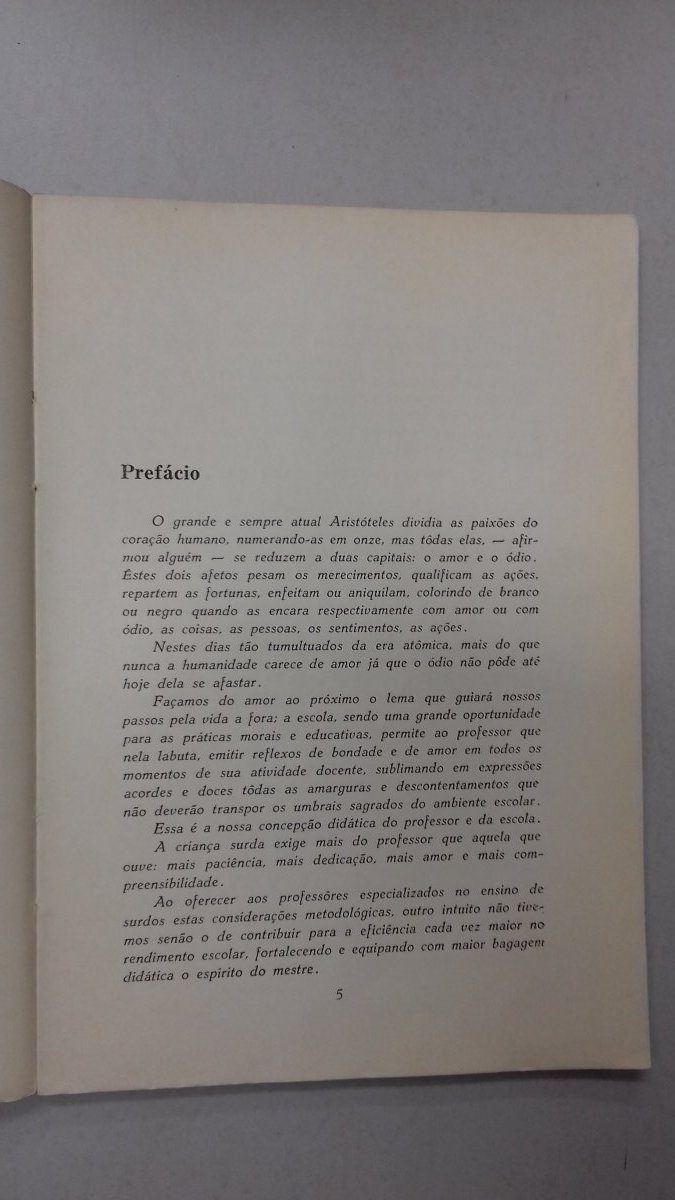 Prefácio
O grande e sempre atual Aristóteles dividia as paixões do
coração humano, numerando-as em onze, mas tôdas elas, — afir-
mou alguém — se reduzem a duas capitais: o amor e o ódio.
Êstes dois afetos pesam os merecimentos, qualificam as ações,
repartem as fortunas, enfeitam ou aniquilam, colorindo de branco
ou negro quando as encara respectivamente com amor ou com
ódio, as coisas, as pessoas, os sentimentos, as ações.
Nestes dias tão tumultuados da era atômica, mais do que
nunca a humanidade carece de amor já que o ódio não pôde até
hoje dela se afastar.
Façamos do amor ao próximo o lema que guiará nossos
passos pela vida a fora; a escola, sendo uma grande oportunidade
para as práticas morais e educativas, permite ao professor que
nela labuta, emitir reflexos de bondade e de amor em todos os
momentos de sua atividade docente, sublimando em expressões
acordes e doces tôdas as amarguras e descontentamentos que
não deverão transpor os umbrais sagrados do ambiente escolar.
Essa é a nossa concepção didática do professor e da escola.
A criança surda exige mais do professor que aquela que
ouve: mais paciência, mais dedicação, mais amor e mais com-
preensibilidade.
Ao oferecer aos professôres especializados no ensino de
surdos estas considerações metodológicas, outro intuito não tive-
mos senão o de contribuir para a eficiência cada vez maior no
rendimento escolar, fortalecendo e equipando com maior bagagem
didática o espírito do mestre.
5